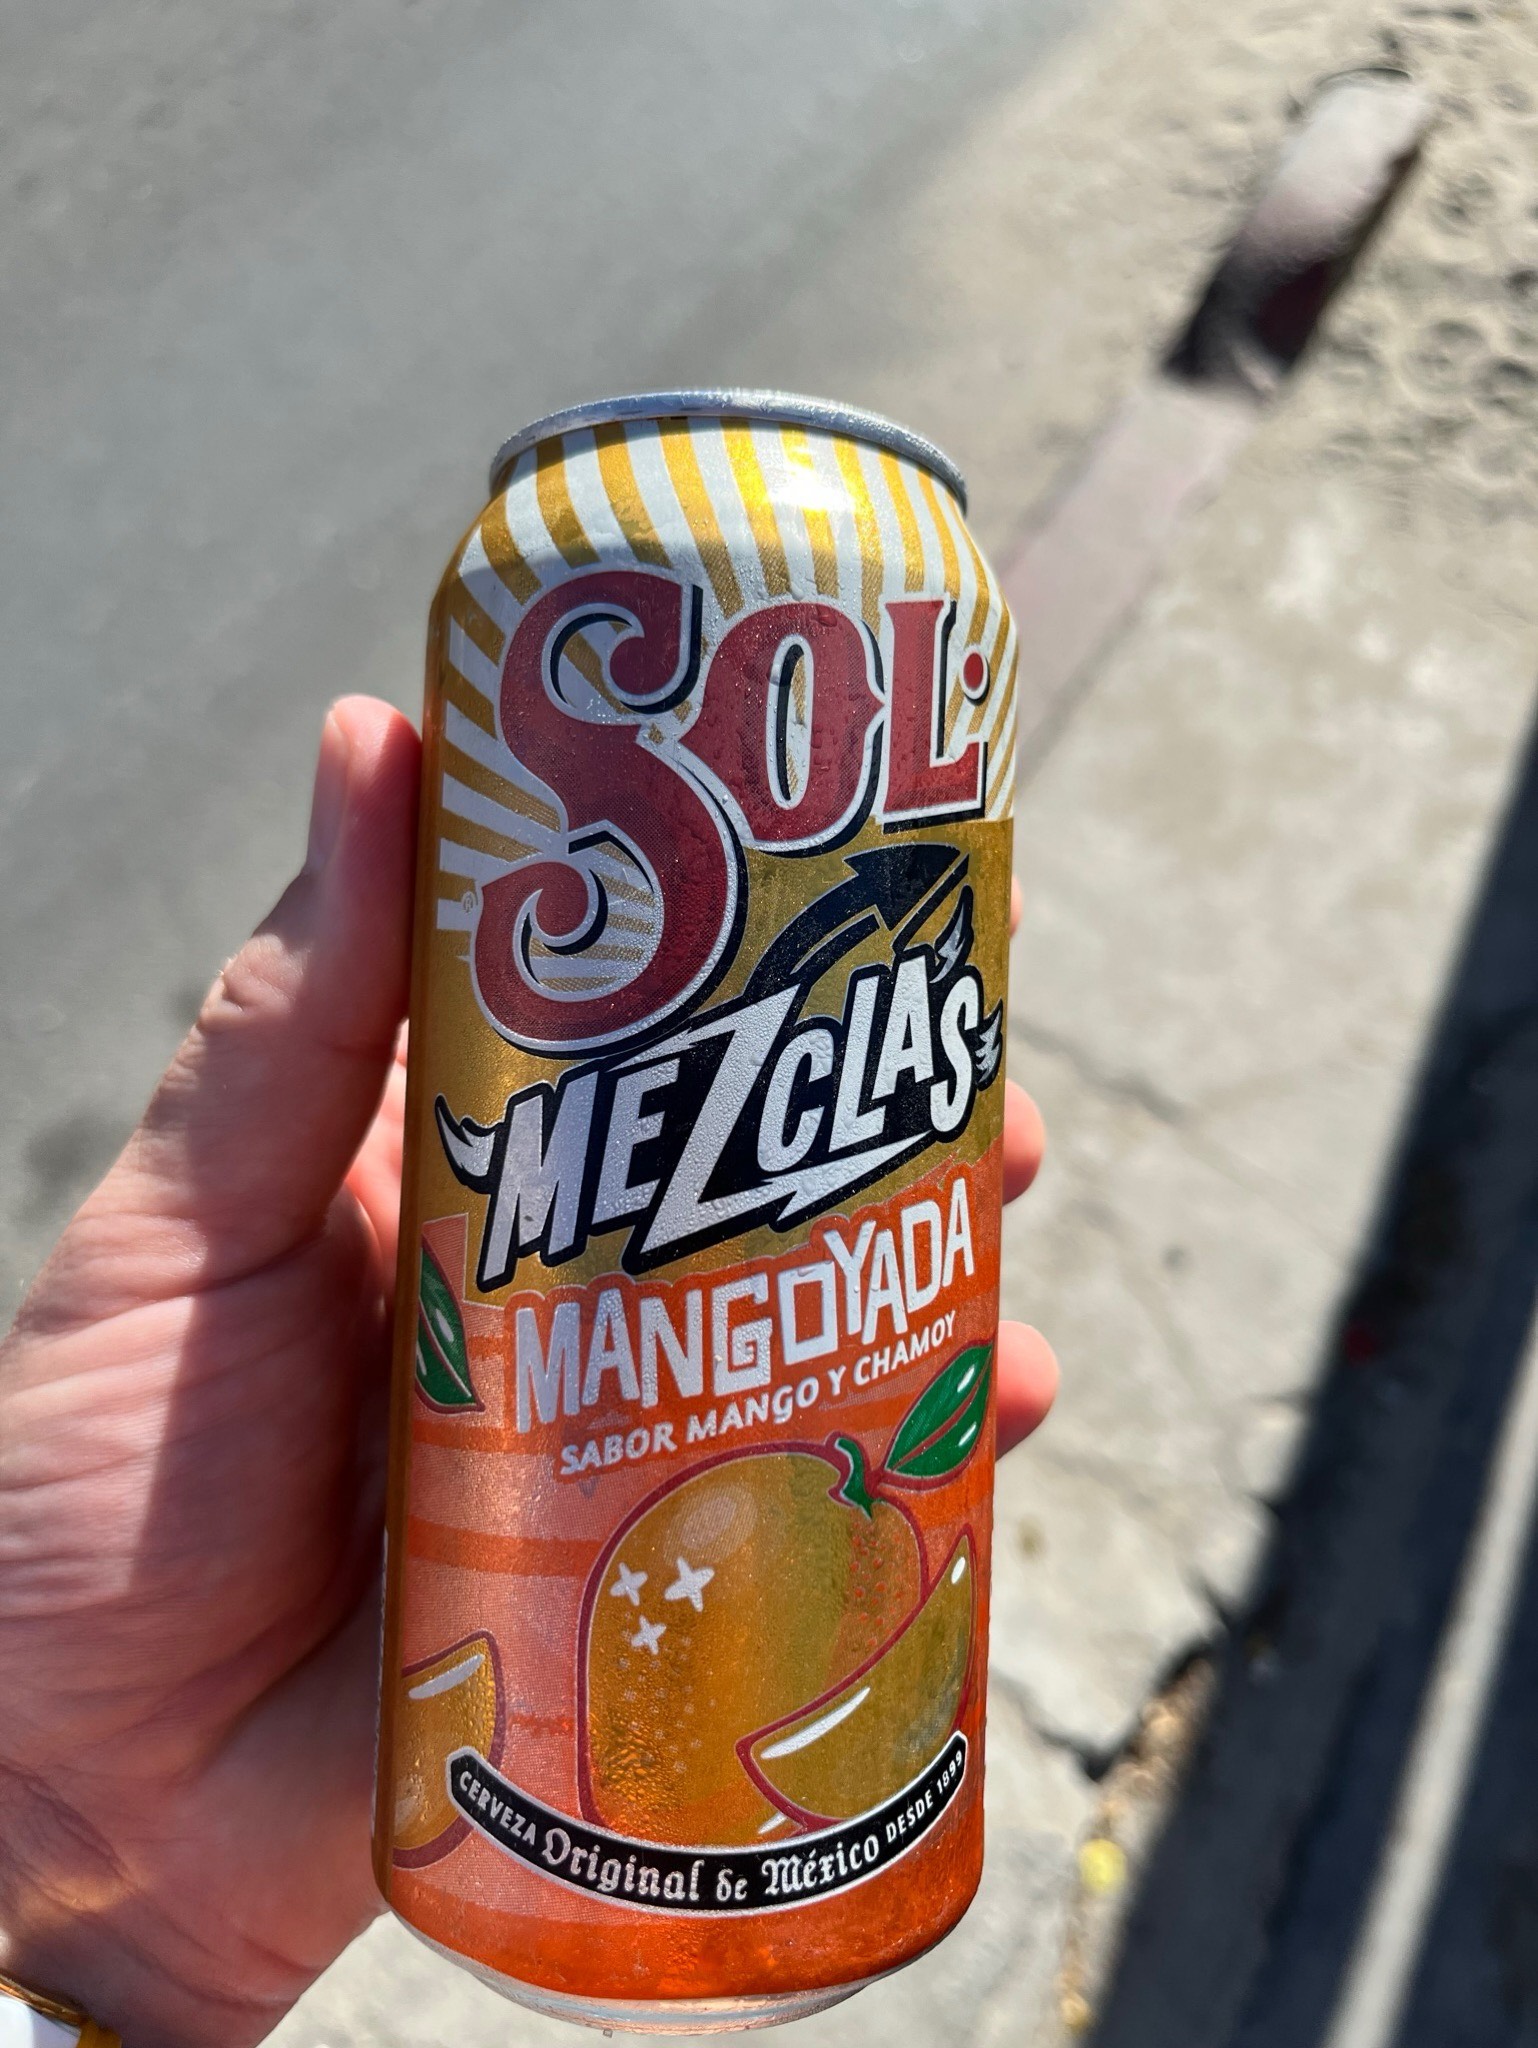 SOL
MEZCLAS
MANGOYADA
SABOR MANGO Y CHAMOY
CERVEZA Original de México DESDE 1899
®